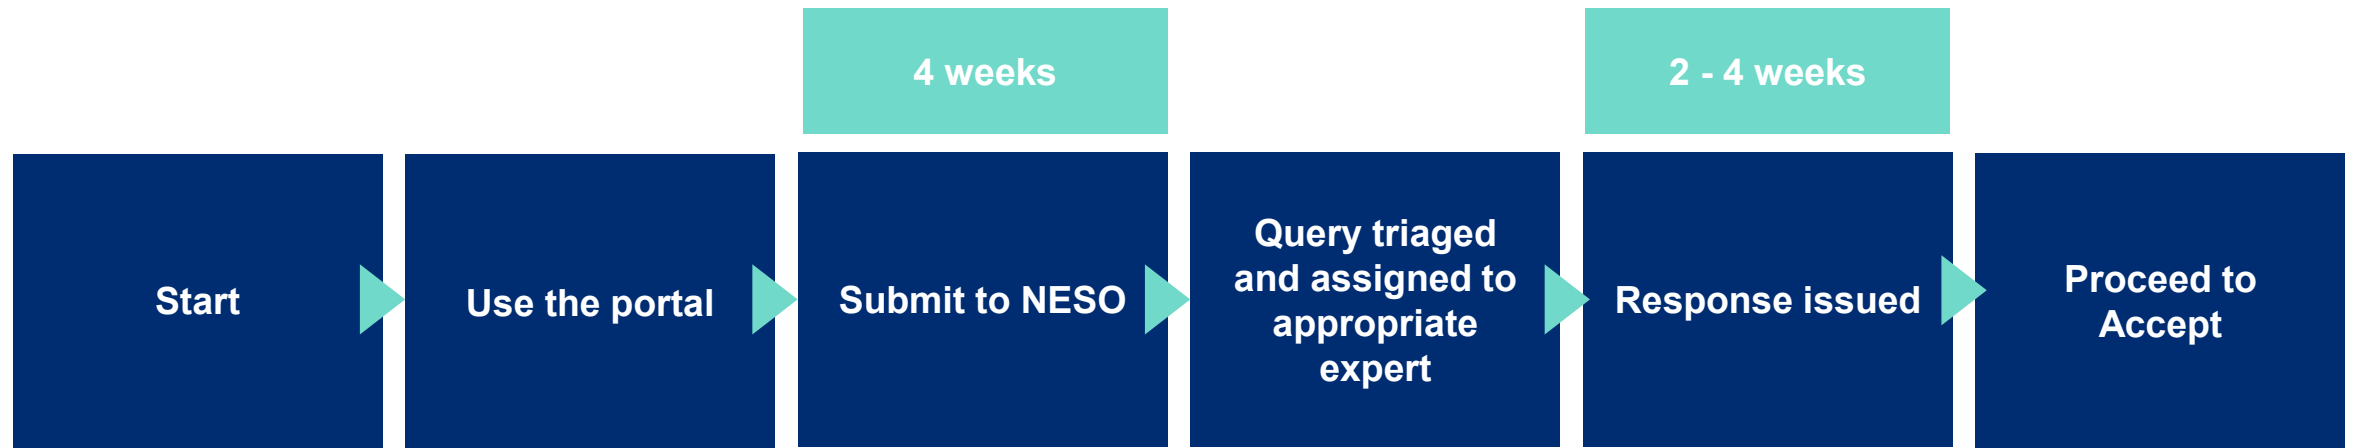 4 weeks
2 - 4 weeks
Start
Use the portal
Submit to NESO
Query triaged
and assigned to
appropriate
expert
Response issued
Proceed to
Accept